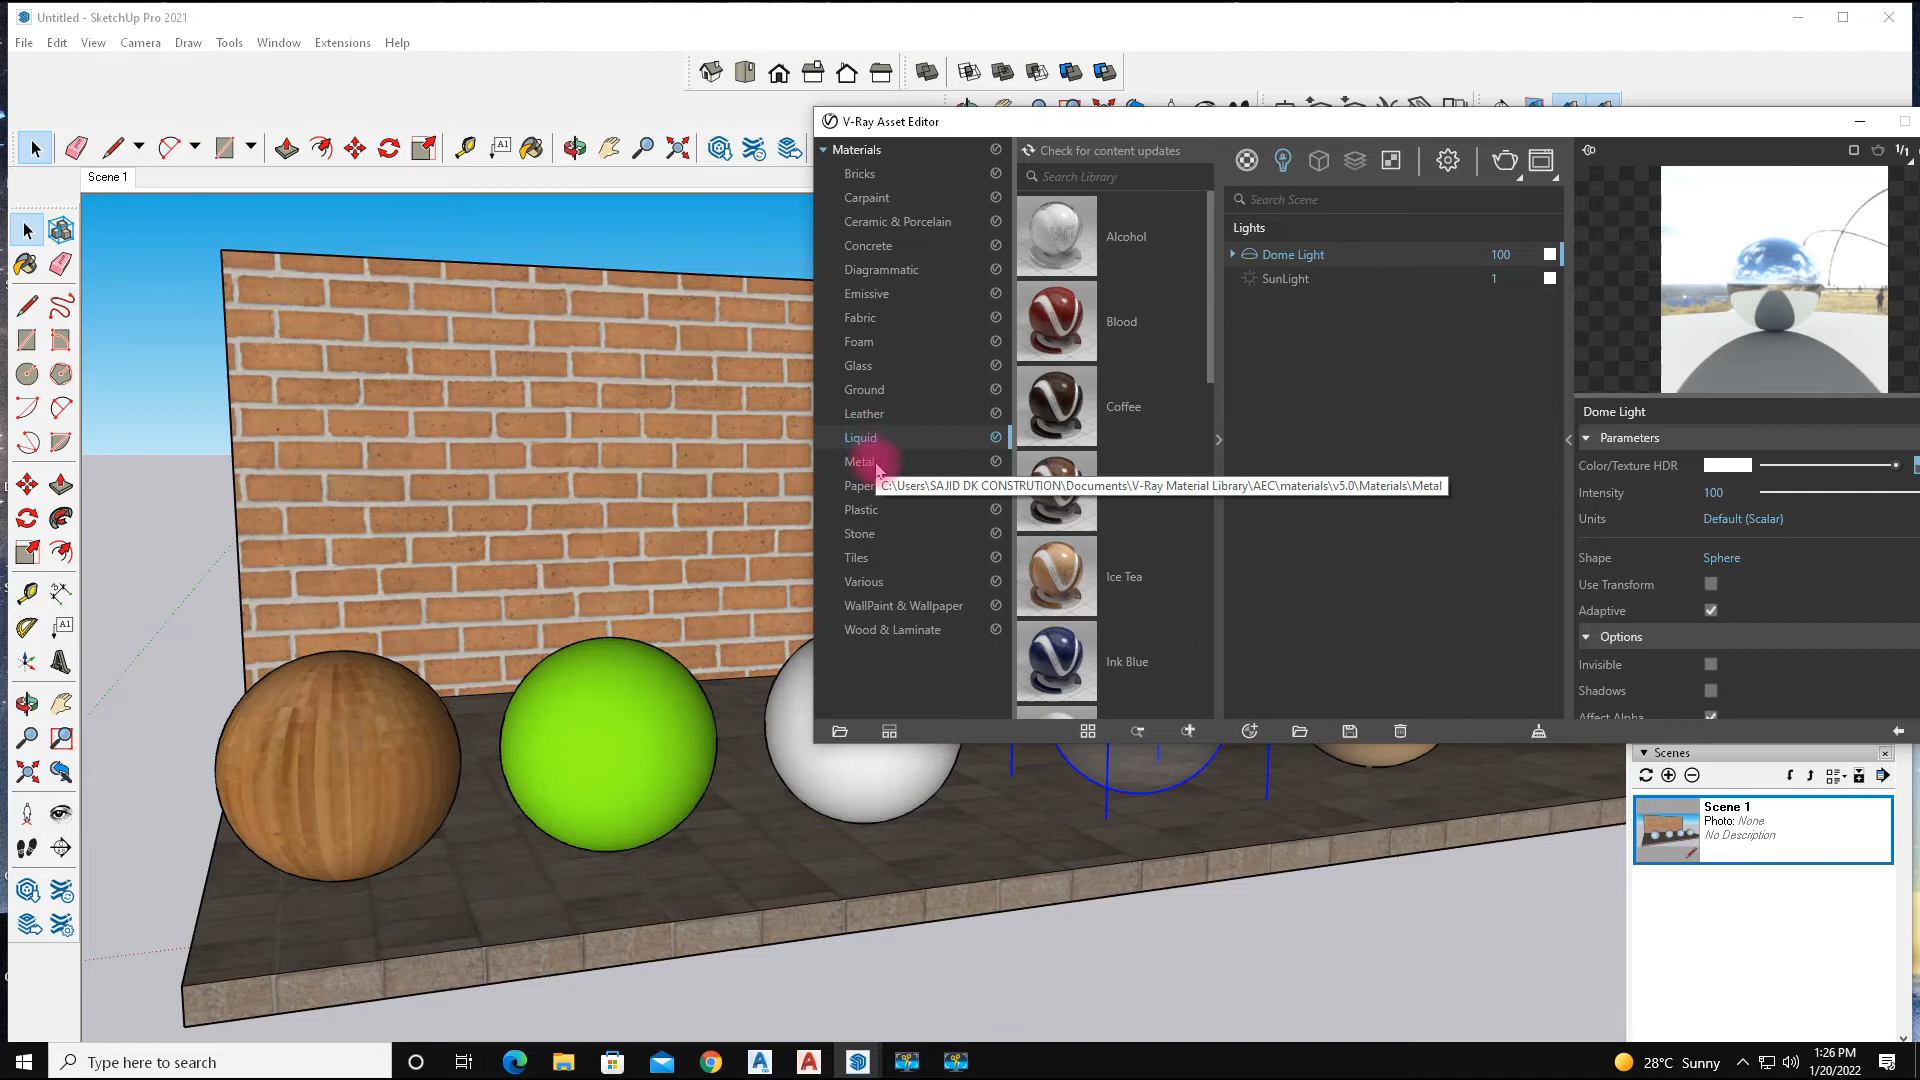 Untitled - SketchUp Pro 2021
File Edit View Camera Draw Tools Window Extensions Help
V-Ray Asset Editor
Scene 1
Materials
Bricks
Carpaint
Ceramic & Porcelain
Concrete
Diagrammatic
Emissive
Fabric
Foam
Glass
Ground
Leather
Liquid
Metal
Paper
Plastic
Stone
Tiles
Various
WallPaint & Wallpaper
Wood & Laminate
C:\Users\SAJID DK CONSTRUTION\Documents\V-Ray Material Library\AEC\materials\v5.0\Materials\Metal
Check for content updates
Search Library
Alcohol
Blood
Coffee
Ice Tea
Ink Blue
Search Scene
Lights
Dome Light 100
SunLight 1
1/1
Dome Light
Parameters
Color/Texture HDR
Intensity 100
Units Default (Scalar)
Shape Sphere
Use Transform
Adaptive
Options
Invisible
Shadows
Affect Alpha
Scenes
Scene 1
Photo: None
No Description
Type here to search
28°C Sunny
1:26 PM
1/20/2022